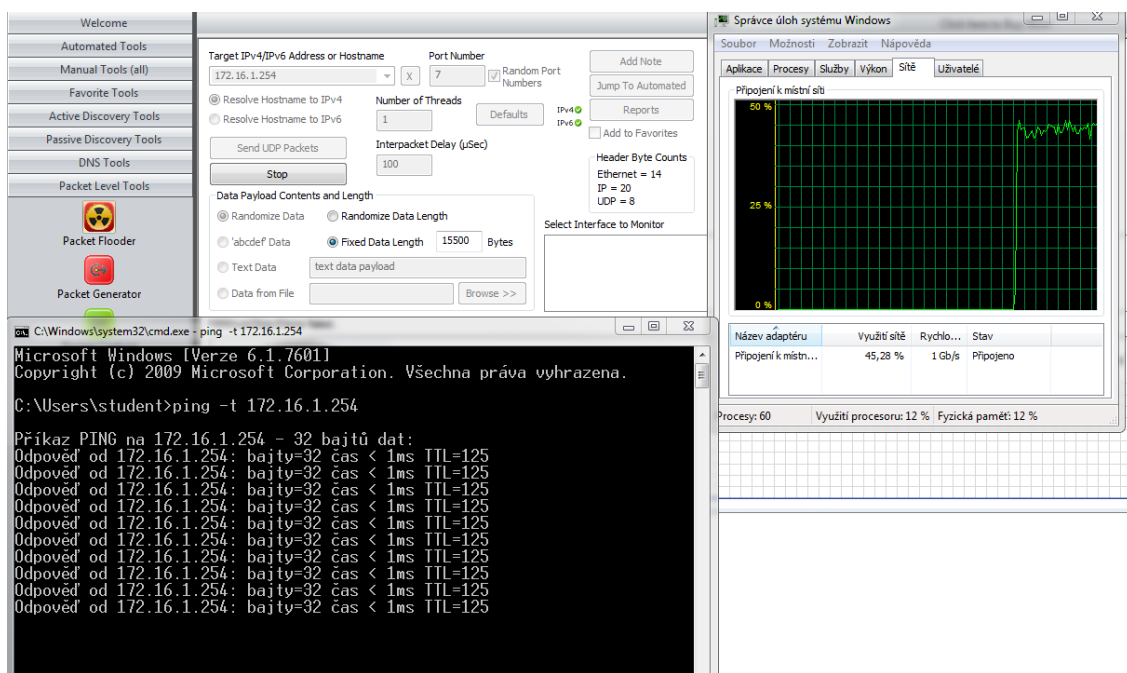 Welcome
Automated Tools
Manual Tools (all)
Favorite Tools
Active Discovery Tools
Passive Discovery Tools
DNS Tools
Packet Level Tools
Packet Flooder
Packet Generator
Target IPv4/IPv6 Address or Hostname
Port Number
172.16.1.254
X
7
Random Port Numbers
Add Note
Jump To Automated
Resolve Hostname to IPv4
Number of Threads
Resolve Hostname to IPv6
1
Defaults
IPv4
IPv6
Reports
Add to Favorites
Send UDP Packets
Interpacket Delay (µSec)
100
Stop
Header Byte Counts
Ethernet = 14
IP = 20
UDP = 8
Data Payload Contents and Length
Randomize Data
Randomize Data Length
Select Interface to Monitor
'abcdef' Data
Fixed Data Length
15500
Bytes
Text Data
text data payload
Data from File
Browse >>
Správce úloh systému Windows
Soubor Možnosti Zobrazit Nápověda
Aplikace Procesy Služby Výkon Sítě Uživatelé
Připojení k místní síti
50 %
25 %
0 %
Název adaptéru Využití sítě Rychlo... Stav
Připojení k místn... 45,28 % 1 Gb/s Připojeno
Procesy: 60 Využití procesoru: 12 % Fyzická paměť: 12 %
C:\Windows\system32\cmd.exe - ping -t 172.16.1.254
Microsoft Windows [Verze 6.1.7601]
Copyright (c) 2009 Microsoft Corporation. Všechna práva vyhrazena.
C:\Users\student>ping -t 172.16.1.254
Příkaz PING na 172.16.1.254 - 32 bajtů dat:
Odpověď od 172.16.1.254: bajty=32 čas < 1ms TTL=125
Odpověď od 172.16.1.254: bajty=32 čas < 1ms TTL=125
Odpověď od 172.16.1.254: bajty=32 čas < 1ms TTL=125
Odpověď od 172.16.1.254: bajty=32 čas < 1ms TTL=125
Odpověď od 172.16.1.254: bajty=32 čas < 1ms TTL=125
Odpověď od 172.16.1.254: bajty=32 čas < 1ms TTL=125
Odpověď od 172.16.1.254: bajty=32 čas < 1ms TTL=125
Odpověď od 172.16.1.254: bajty=32 čas < 1ms TTL=125
Odpověď od 172.16.1.254: bajty=32 čas < 1ms TTL=125
Odpověď od 172.16.1.254: bajty=32 čas < 1ms TTL=125